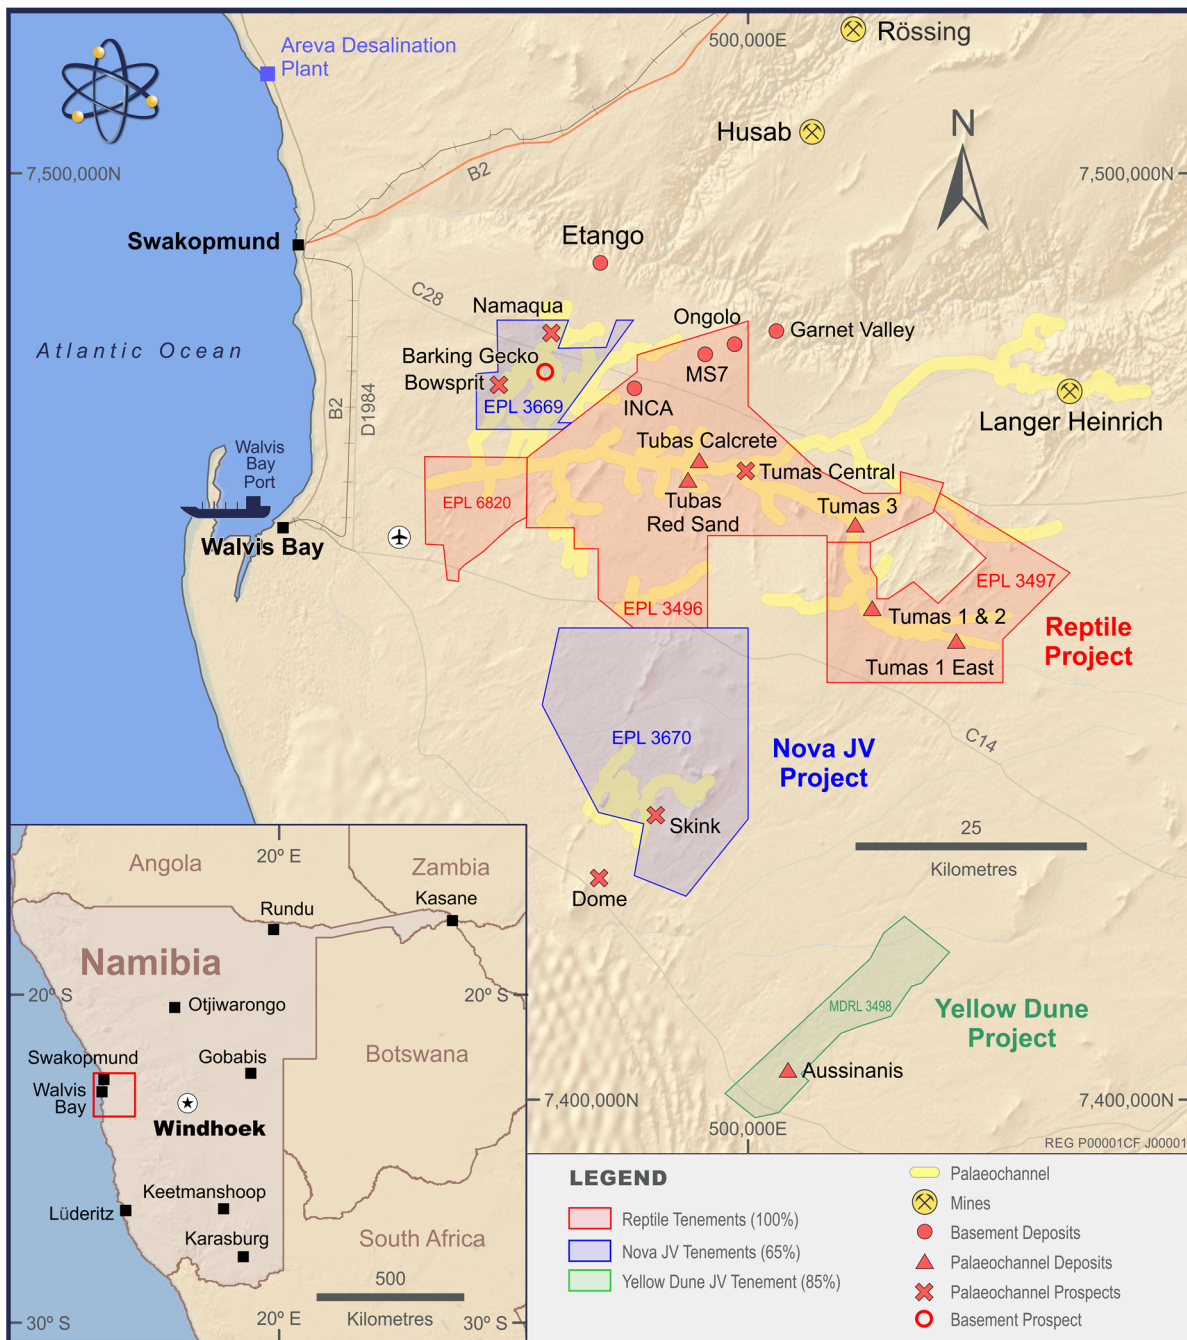 Areva Desalination
Plant
500,000E
Rössing
Husab
N
7,500,000N
7,500,000N
B2
Swakopmund
Etango
C28
Namaqua
Ongolo
Garnet Valley
Atlantic Ocean
Barking Gecko
MS7
Bowsprit
B2
D1984
EPL 3669
INCA
Langer Heinrich
Tubas Calcrete
Walvis
Bay
Port
Tumas Central
EPL 6820
Tubas
Red Sand
Tumas 3
Walvis Bay
EPL 3497
EPL 3496
Tumas 1 & 2
Reptile
Project
Tumas 1 East
EPL 3670
Nova JV
Project
C14
Skink
25
Kilometres
Dome
MDRL 3498
Yellow Dune
Project
Aussinanis
7,400,000N
7,400,000N
500,000E
REG P00001CF J00001
Angola
20º E
Zambia
Kasane
Rundu
Namibia
20º S
20º S
Otjiwarongo
Swakopmund
Gobabis
Botswana
Walvis
Bay
Windhoek
Keetmanshoop
Lüderitz
Karasburg
South Africa
500
Kilometres
30º S
20º E
30º S
LEGEND
Reptile Tenements (100%)
Nova JV Tenements (65%)
Yellow Dune JV Tenement (85%)
Palaeochannel
Mines
Basement Deposits
Palaeochannel Deposits
Palaeochannel Prospects
Basement Prospect